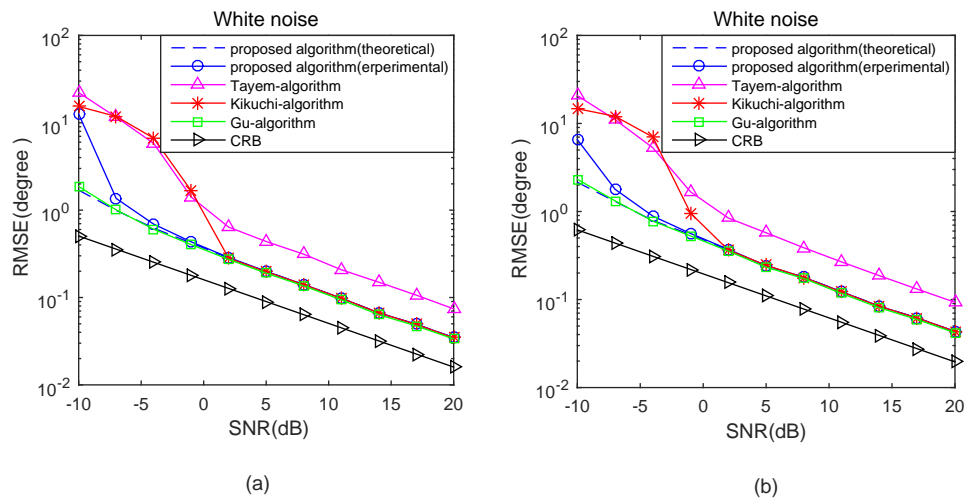 White noise
10^2
10^1
10^0
10^-1
10^-2
RMSE(degree)
-10 -5 0 5 10 15 20
SNR(dB)
proposed algorithm(theoretical)
proposed algorithm(erperimental)
Tayem-algorithm
Kikuchi-algorithm
Gu-algorithm
CRB
(a)
White noise
10^2
10^1
10^0
10^-1
10^-2
RMSE(degree)
-10 -5 0 5 10 15 20
SNR(dB)
proposed algorithm(theoretical)
proposed algorithm(erperimental)
Tayem-algorithm
Kikuchi-algorithm
Gu-algorithm
CRB
(b)